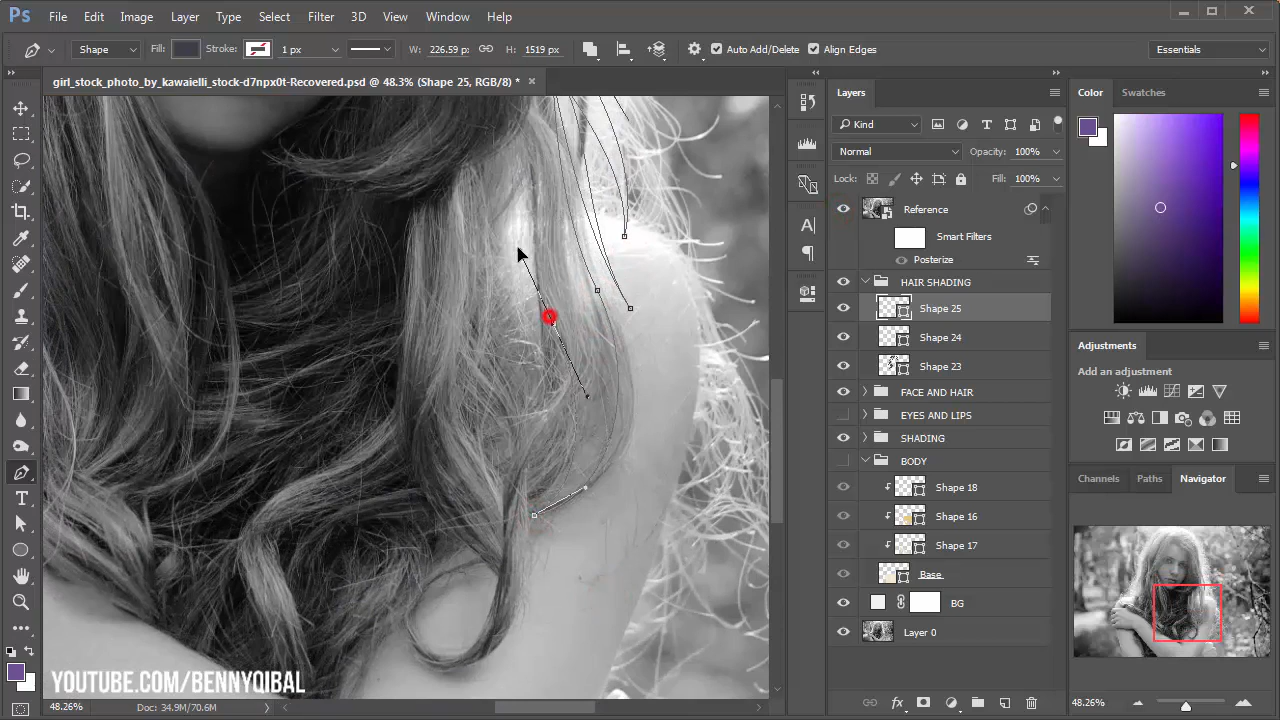 Ps File Edit Image Layer Type Select Filter 3D View Window Help
Shape Fill: Stroke: 1 px W: 226.59 p: H: 1519 px Auto Add/Delete Align Edges Essentials
girl_stock_photo_by_kawaielli_stock-d7npx0t-Recovered.psd @ 48.3% (Shape 25, RGB/8) *
Layers
Kind
Normal Opacity: 100%
Lock: Fill: 100%
Reference
Smart Filters
Posterize
HAIR SHADING
Shape 25
Shape 24
Shape 23
FACE AND HAIR
EYES AND LIPS
SHADING
BODY
Shape 18
Shape 16
Shape 17
Base
BG
Layer 0
Color Swatches
Adjustments
Add an adjustment
Channels Paths Navigator
48.26%
YOUTUBE.COM/BENNYQIBAL
48.26% Doc: 34.9M/70.6M